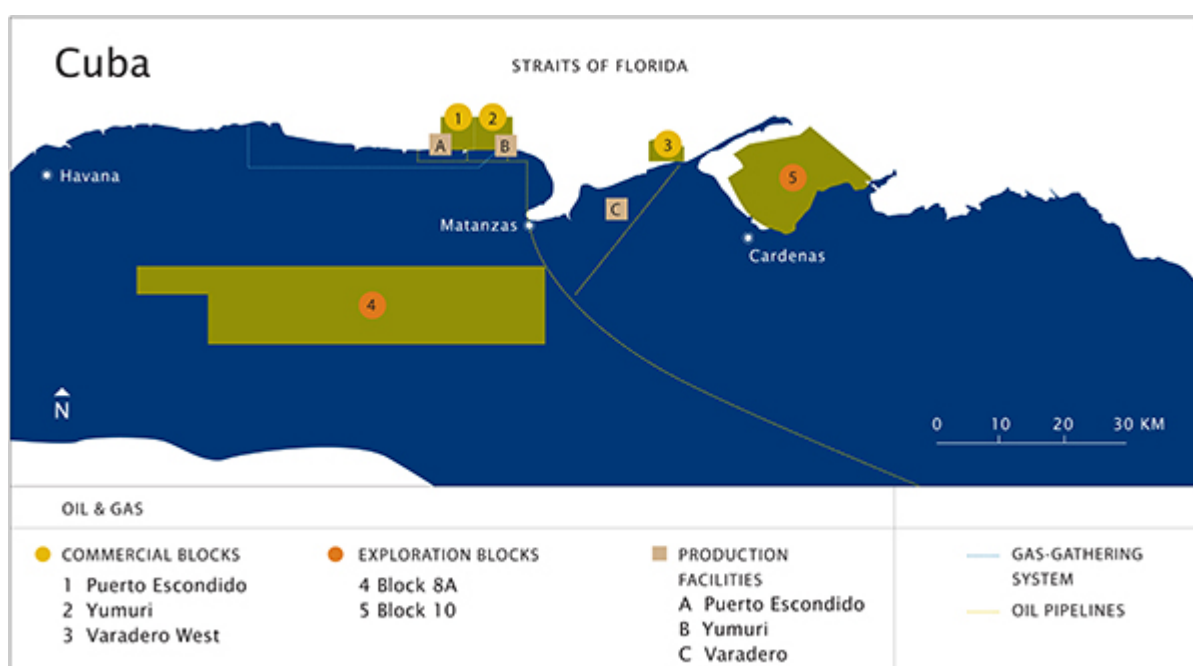 Cuba
STRAITS OF FLORIDA
1
2
A
B
3
Havana
5
C
Matanzas
Cardenas
4
N
0 10 20 30 KM
OIL & GAS
COMMERCIAL BLOCKS
1 Puerto Escondido
2 Yumuri
3 Varadero West
EXPLORATION BLOCKS
4 Block 8A
5 Block 10
PRODUCTION
FACILITIES
A Puerto Escondido
B Yumuri
C Varadero
GAS-GATHERING
SYSTEM
OIL PIPELINES